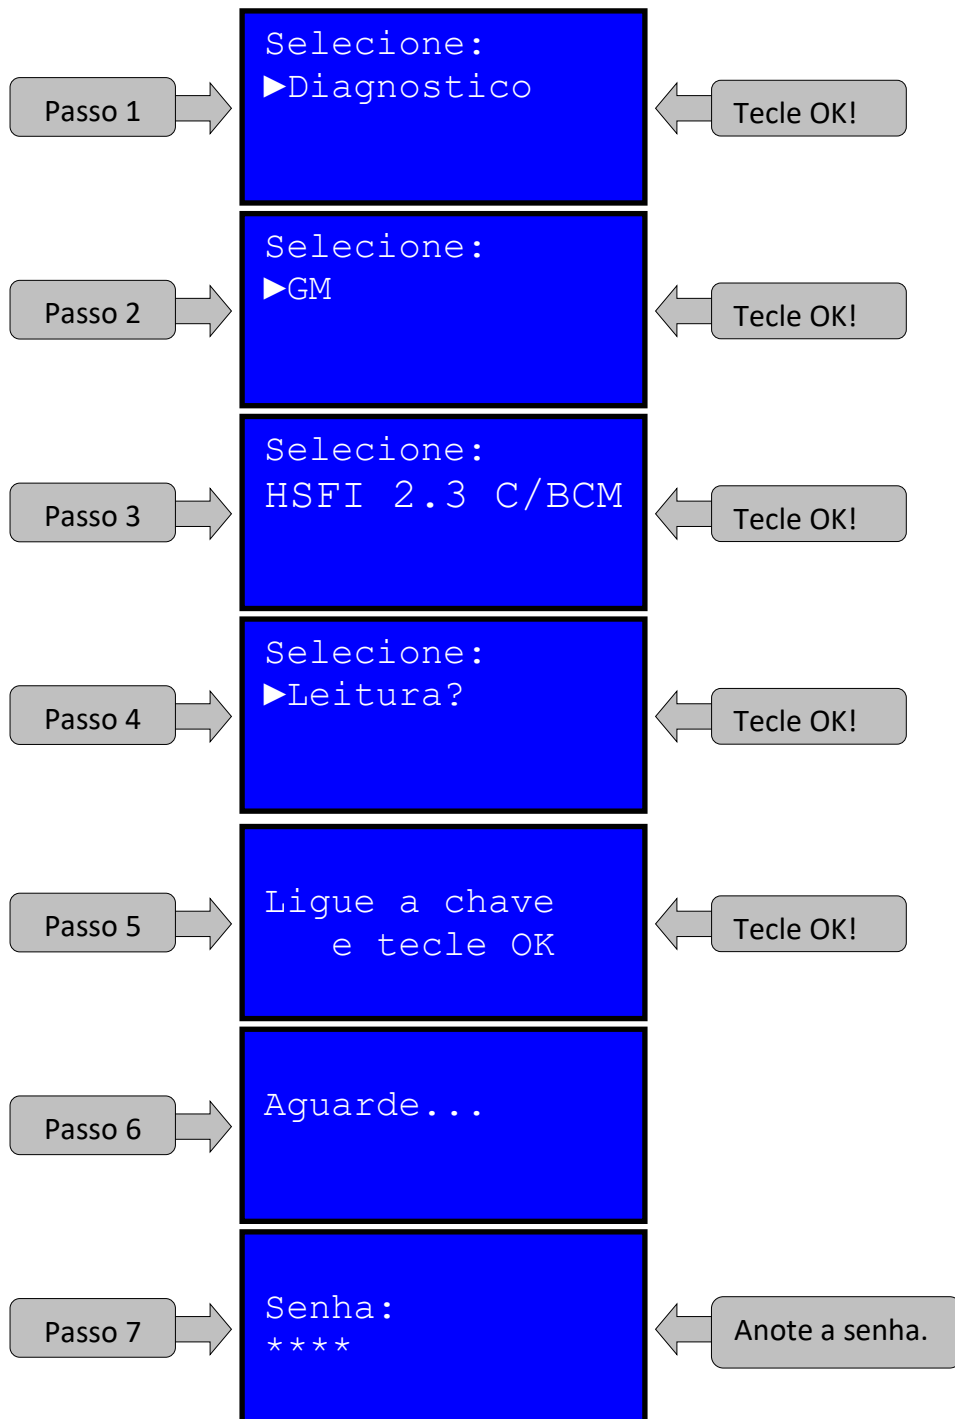 Selecione:
Passo 1
►Diagnostico
Tecle OK!
Selecione:
Passo 2
►GM
Tecle OK!
Selecione:
Passo 3
HSFI 2.3 C/BCM
Tecle OK!
Selecione:
Passo 4
►Leitura?
Tecle OK!
Passo 5
Ligue a chave
e tecle OK
Tecle OK!
Passo 6
Aguarde...
Passo 7
Senha:
****
Anote a senha.